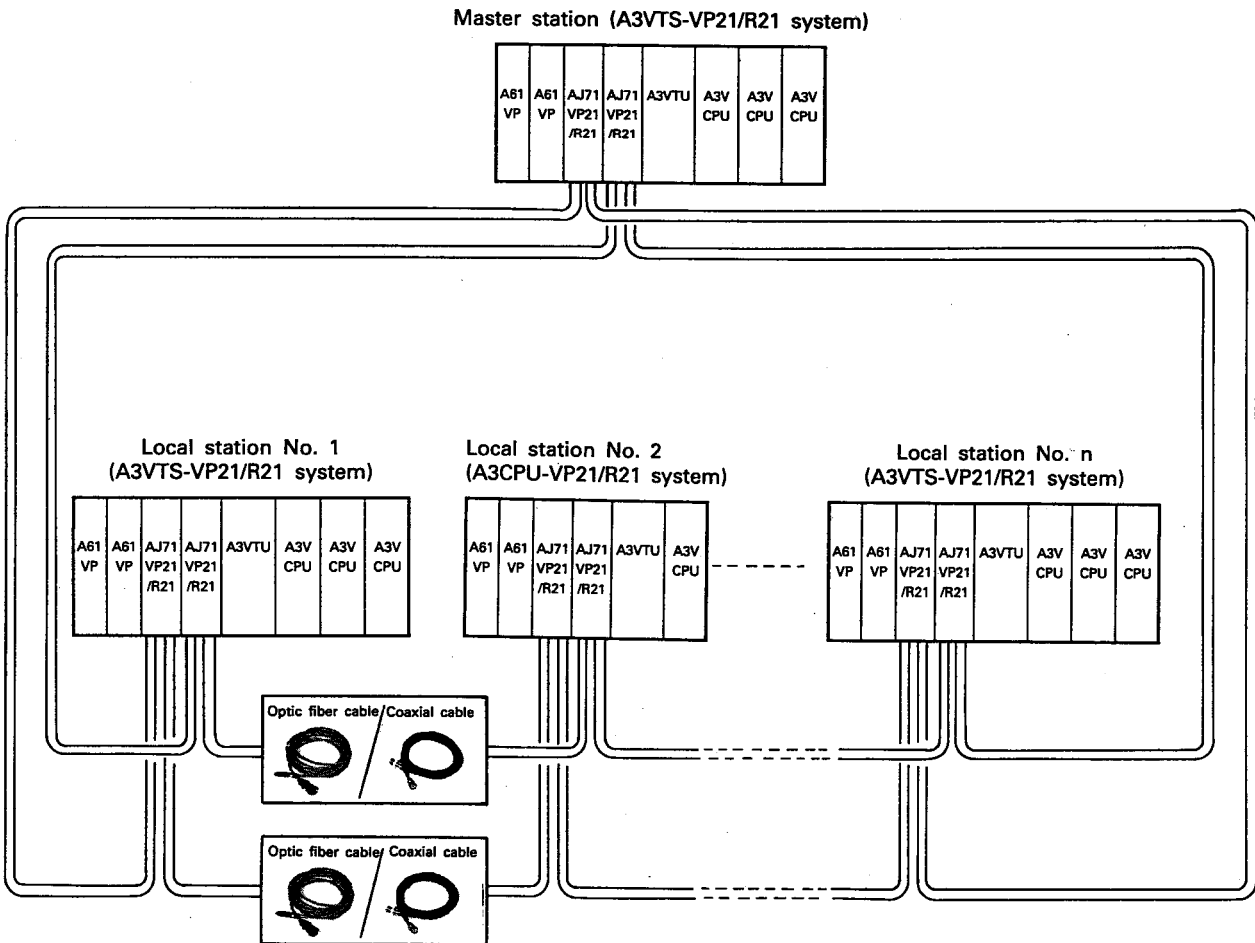 Master station (A3VTS-VP21/R21 system)
A61 VP
A61 VP
AJ71 VP21 /R21
AJ71 VP21 /R21
A3VTU
A3V CPU
A3V CPU
A3V CPU
Local station No. 1
(A3VTS-VP21/R21 system)
A61 VP
A61 VP
AJ71 VP21 /R21
AJ71 VP21 /R21
A3VTU
A3V CPU
A3V CPU
A3V CPU
Local station No. 2
(A3CPU-VP21/R21 system)
A61 VP
A61 VP
AJ71 VP21 /R21
AJ71 VP21 /R21
A3VTU
A3V CPU
Local station No. n
(A3VTS-VP21/R21 system)
A61 VP
A61 VP
AJ71 VP21 /R21
AJ71 VP21 /R21
A3VTU
A3V CPU
A3V CPU
A3V CPU
Optic fiber cable / Coaxial cable
Optic fiber cable / Coaxial cable